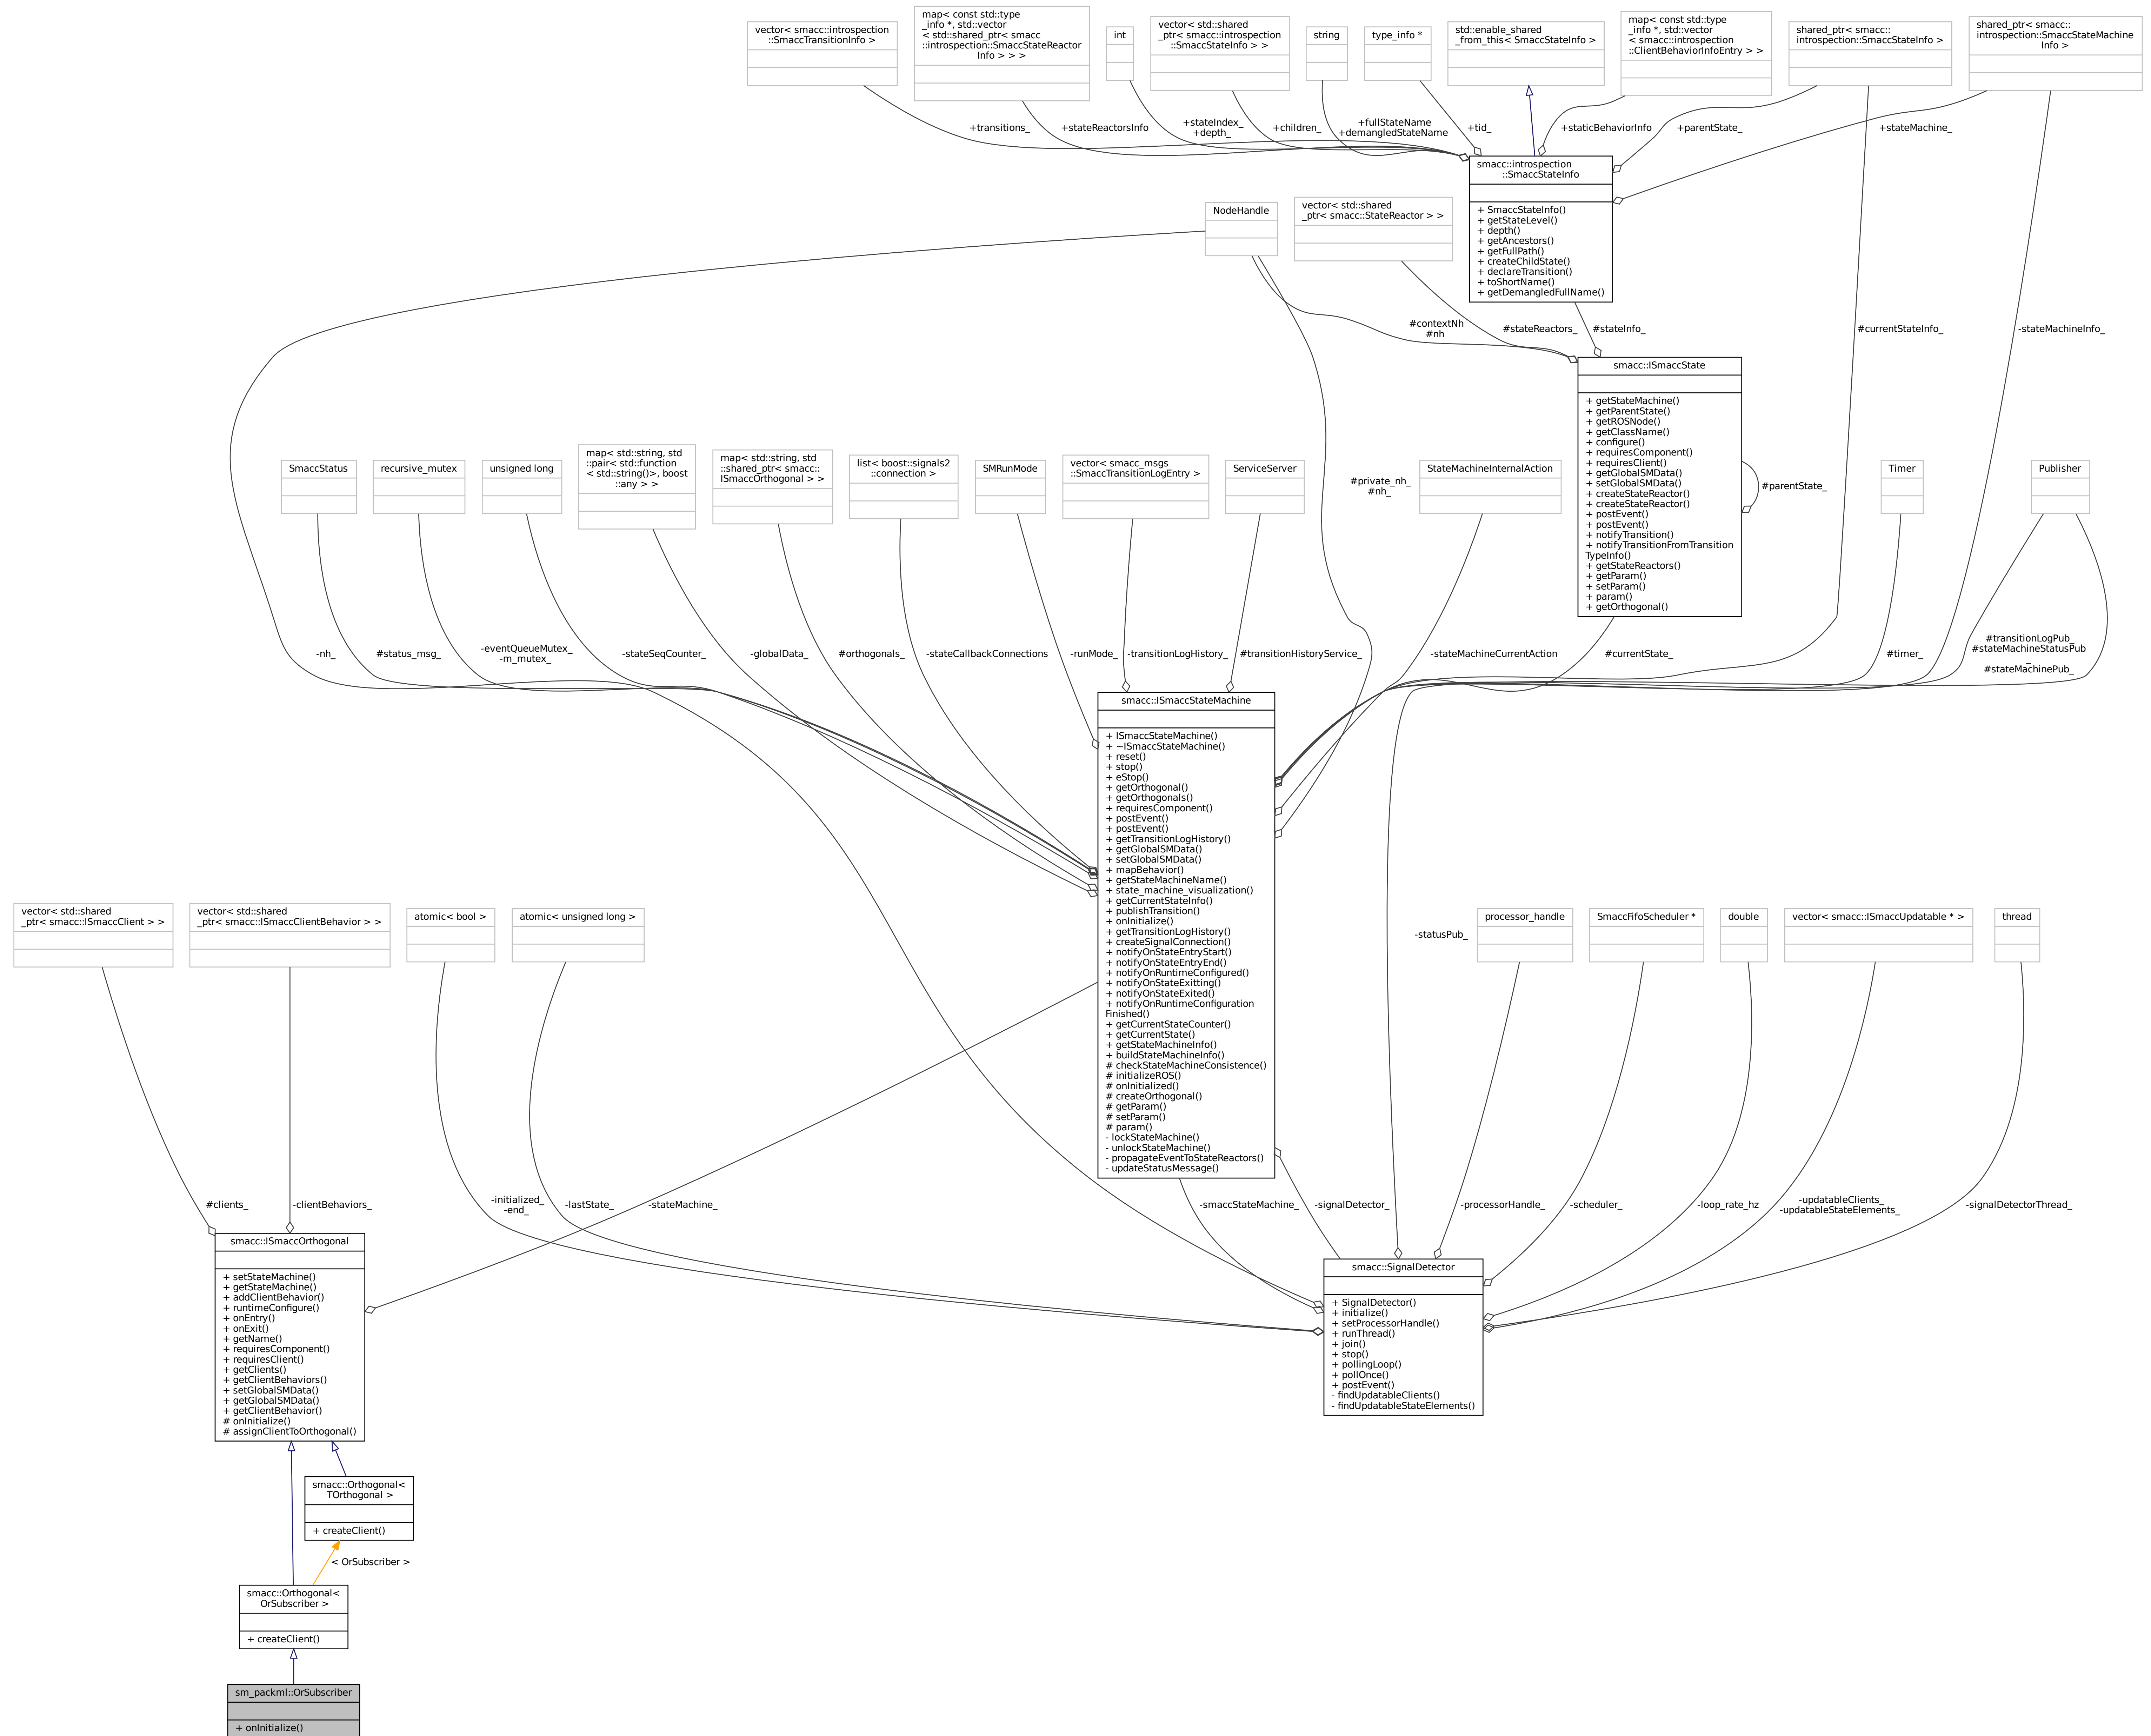 vector< smacc::introspection
::SmaccTransitionInfo >
map< const std::type
_info *, std::vector
< std::shared_ptr< smacc
::introspection::SmaccStateReactor
Info > > >
int
vector< std::shared
_ptr< smacc::introspection
::SmaccStateInfo > >
string
type_info *
std::enable_shared
_from_this< SmaccStateInfo >
map< const std::type
_info *, std::vector
< smacc::introspection
::ClientBehaviorInfoEntry > >
shared_ptr< smacc::
introspection::SmaccStateInfo >
shared_ptr< smacc::
introspection::SmaccStateMachine
Info >
+transitions_
+stateReactorsInfo
+stateIndex_
+depth_
+children_
+fullStateName
+demangledStateName
+tid_
+staticBehaviorInfo
+parentState_
+stateMachine_
smacc::introspection
::SmaccStateInfo
+ SmaccStateInfo()
+ getStateLevel()
+ depth()
+ getAncestors()
+ getFullPath()
+ createChildState()
+ declareTransition()
+ toShortName()
+ getDemangledFullName()
NodeHandle
vector< std::shared
_ptr< smacc::StateReactor > >
#contextNh
#nh
#stateReactors_
#stateInfo_
#currentStateInfo_
-stateMachineInfo_
smacc::ISmaccState
+ getStateMachine()
+ getParentState()
+ getROSNode()
+ getClassName()
+ configure()
+ requiresComponent()
+ requiresClient()
+ getGlobalSMData()
+ setGlobalSMData()
+ createStateReactor()
+ createStateReactor()
+ postEvent()
+ postEvent()
+ notifyTransition()
+ notifyTransitionFromTransition
TypeInfo()
+ getStateReactors()
+ getParam()
+ setParam()
+ param()
+ getOrthogonal()
#parentState_
SmaccStatus
recursive_mutex
unsigned long
map< std::string, std
::pair< std::function
< std::string()>, boost
::any > >
map< std::string, std
::shared_ptr< smacc::
ISmaccOrthogonal > >
list< boost::signals2
::connection >
SMRunMode
vector< smacc_msgs
::SmaccTransitionLogEntry >
ServiceServer
#private_nh_
#nh_
StateMachineInternalAction
Timer
Publisher
-nh_
#status_msg_
-eventQueueMutex_
-m_mutex_
-stateSeqCounter_
-globalData_
#orthogonals_
-stateCallbackConnections
-runMode_
-transitionLogHistory_
#transitionHistoryService_
-stateMachineCurrentAction
#currentState_
#timer_
#transitionLogPub_
#stateMachineStatusPub
_
#stateMachinePub_
smacc::ISmaccStateMachine
+ ISmaccStateMachine()
+ ~ISmaccStateMachine()
+ reset()
+ stop()
+ eStop()
+ getOrthogonal()
+ getOrthogonals()
+ requiresComponent()
+ postEvent()
+ postEvent()
+ getTransitionLogHistory()
+ getGlobalSMData()
+ setGlobalSMData()
+ mapBehavior()
+ getStateMachineName()
+ state_machine_visualization()
+ getCurrentStateInfo()
+ publishTransition()
+ onInitialize()
+ getTransitionLogHistory()
+ createSignalConnection()
+ notifyOnStateEntryStart()
+ notifyOnStateEntryEnd()
+ notifyOnRuntimeConfigured()
+ notifyOnStateExitting()
+ notifyOnStateExited()
+ notifyOnRuntimeConfiguration
Finished()
+ getCurrentStateCounter()
+ getCurrentState()
+ getStateMachineInfo()
+ buildStateMachineInfo()
# checkStateMachineConsistence()
# initializeROS()
# onInitialized()
# createOrthogonal()
# getParam()
# setParam()
# param()
- lockStateMachine()
- unlockStateMachine()
- propagateEventToStateReactors()
- updateStatusMessage()
vector< std::shared
_ptr< smacc::ISmaccClient > >
vector< std::shared
_ptr< smacc::ISmaccClientBehavior > >
atomic< bool >
atomic< unsigned long >
-statusPub_
processor_handle
SmaccFifoScheduler *
double
vector< smacc::ISmaccUpdatable * >
thread
#clients_
-clientBehaviors_
-initialized_
-end_
-lastState_
-stateMachine_
-smaccStateMachine_
-signalDetector_
-processorHandle_
-scheduler_
-loop_rate_hz
-updatableClients_
-updatableStateElements_
-signalDetectorThread_
smacc::ISmaccOrthogonal
+ setStateMachine()
+ getStateMachine()
+ addClientBehavior()
+ runtimeConfigure()
+ onEntry()
+ onExit()
+ getName()
+ requiresComponent()
+ requiresClient()
+ getClients()
+ getClientBehaviors()
+ setGlobalSMData()
+ getGlobalSMData()
+ getClientBehavior()
# onInitialize()
# assignClientToOrthogonal()
smacc::SignalDetector
+ SignalDetector()
+ initialize()
+ setProcessorHandle()
+ runThread()
+ join()
+ stop()
+ pollingLoop()
+ pollOnce()
+ postEvent()
- findUpdatableClients()
- findUpdatableStateElements()
smacc::Orthogonal<
TOrthogonal >
+ createClient()
< OrSubscriber >
smacc::Orthogonal<
OrSubscriber >
+ createClient()
sm_packml::OrSubscriber
+ onInitialize()